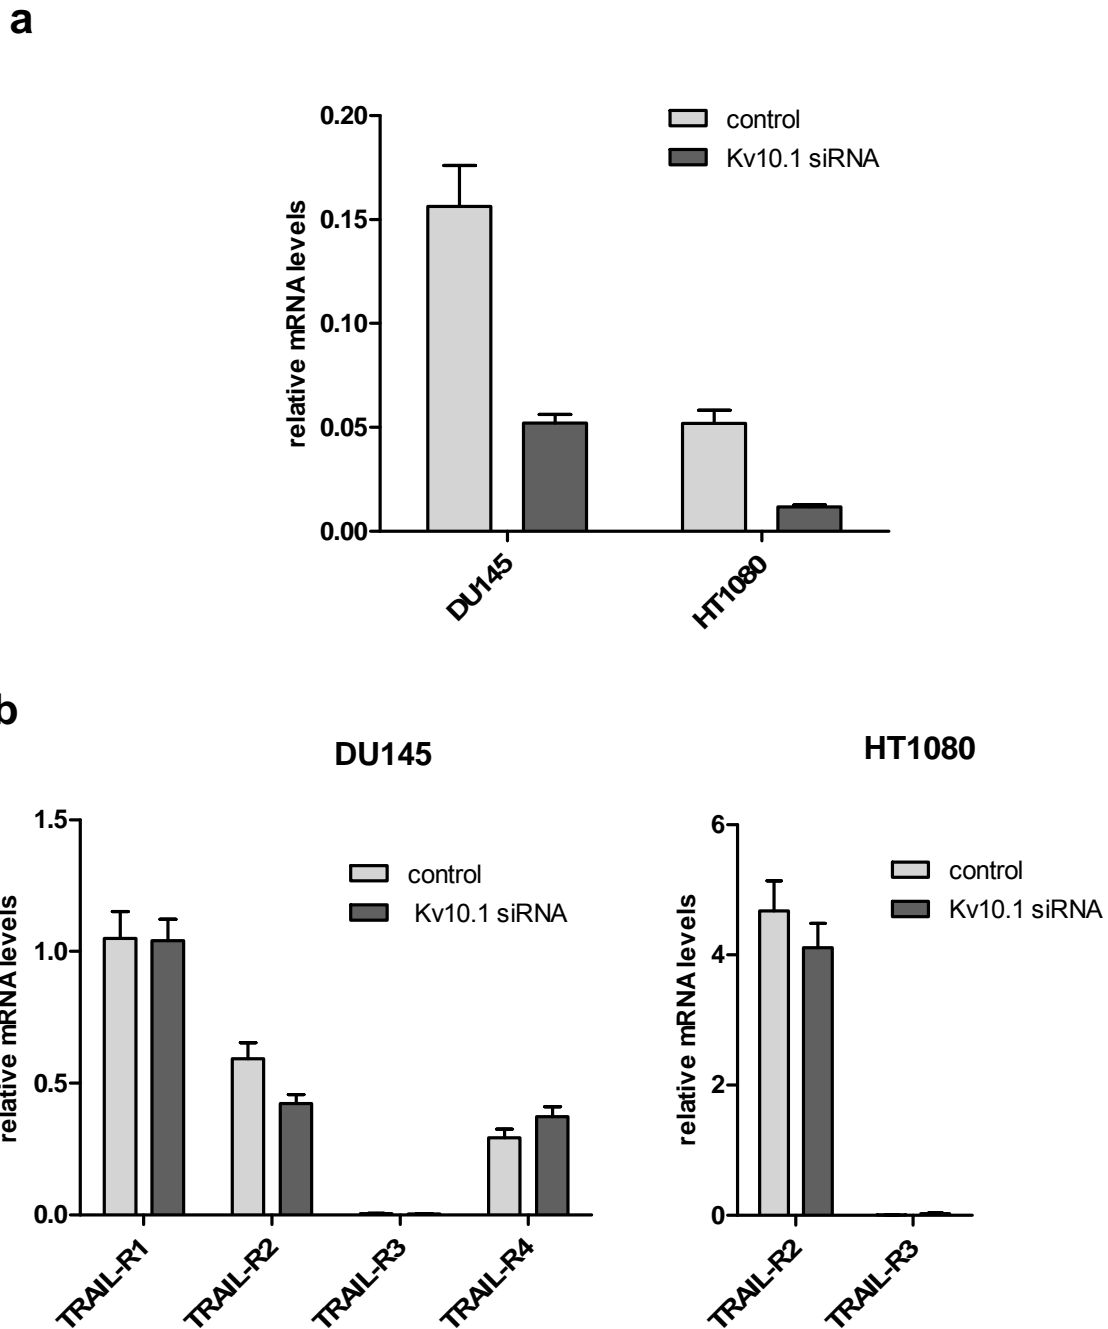 a
0.20
0.15
0.10
0.05
0.00
relative mRNA levels
control
Kv10.1 siRNA
DU145
HT1080
b
DU145
1.5
1.0
0.5
0.0
relative mRNA levels
control
Kv10.1 siRNA
TRAIL-R1
TRAIL-R2
TRAIL-R3
TRAIL-R4
HT1080
6
4
2
0
relative mRNA levels
control
Kv10.1 siRNA
TRAIL-R2
TRAIL-R3